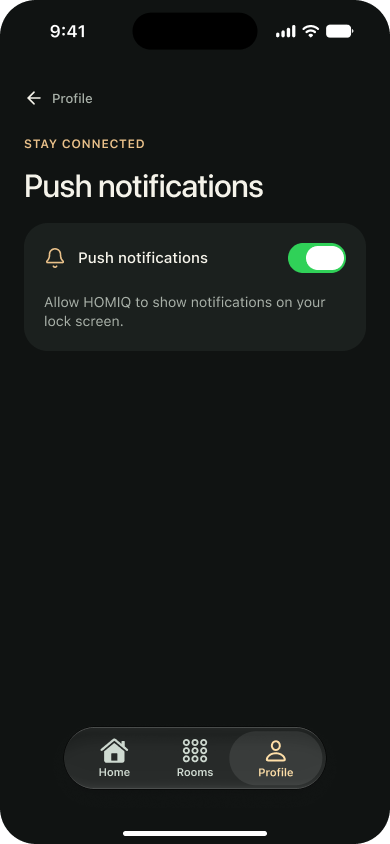 9:41
Profile
STAY CONNECTED
Push notifications
Push notifications
Allow HOMIQ to show notifications on your
lock screen.
Home
Rooms
Profile